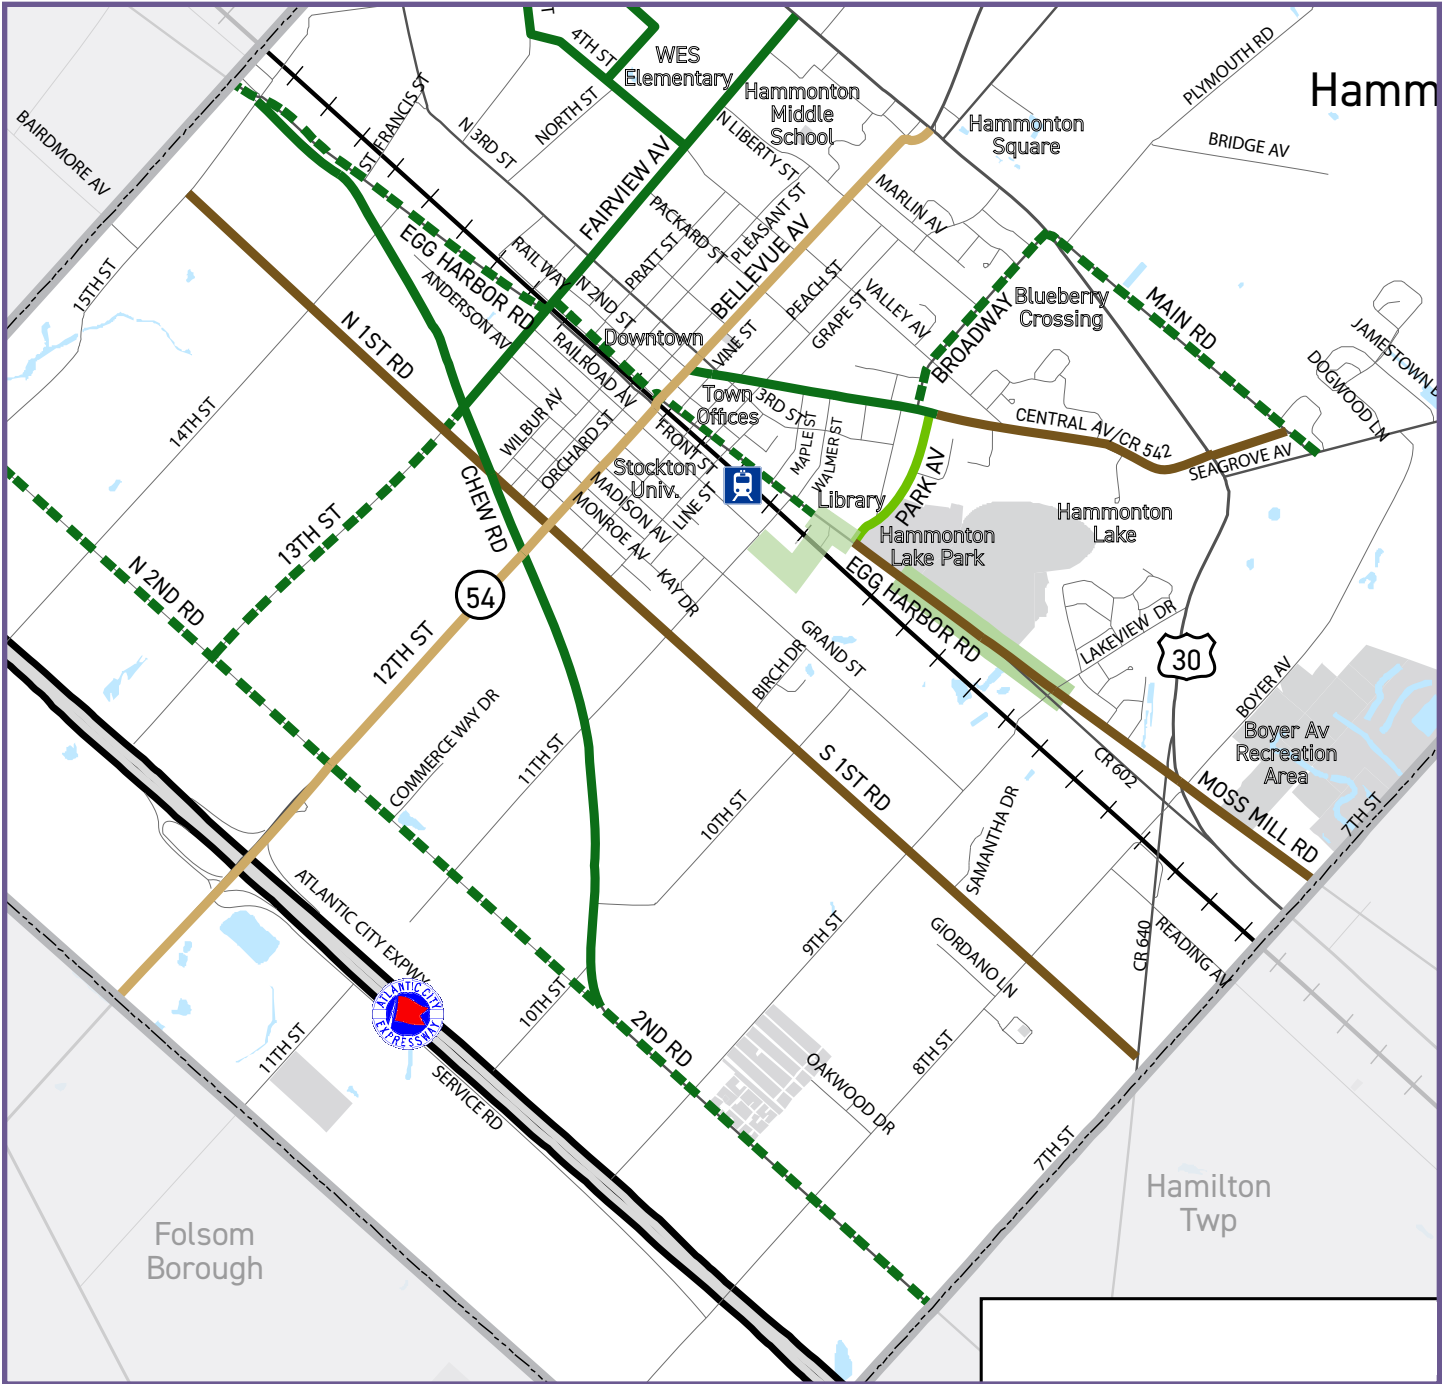 4TH ST
WES
Elementary
PLYMOUTH RD
Hamm
BAIRDMORE AV
ST. FRANCIS ST
N 3RD ST
NORTH ST
Hammonton
Middle
School
N LIBERTY ST
Hammonton
Square
BRIDGE AV
FAIRVIEW AV
PACKARD ST
PLEASANT ST
MARLIN AV
EGG HARBOR RD
RAILWAY
PRATT ST
BELLEVUE AV
15TH ST
ANDERSON AV
N 2ND ST
PEACH ST
GRAPE ST
VALLEY AV
BROADWAY
Blueberry
Crossing
MAIN RD
JAMESTOWN B
DOGWOOD LN
N 1ST RD
RAILROAD AV
Downtown
VINE ST
Town
Offices
3RD ST
CENTRAL AV/CR 542
SEAGROVE AV
14TH ST
WILBUR AV
ORCHARD ST
FRONT ST
MAPLE ST
WALMER ST
PARK AV
Stockton
Univ.
LINE ST
Library
CHEW RD
MADISON AV
MONROE AV
KAY DR
Hammonton
Lake Park
Hammonton
Lake
13TH ST
N 2ND RD
54
12TH ST
EGG HARBOR RD
GRAND ST
BIRCH DR
LAKEVIEW DR
30
BOYER AV
Boyer Av
Recreation
Area
COMMERCE WAY DR
11TH ST
S 1ST RD
10TH ST
CR 602
MOSS MILL RD
7TH ST
SAMANTHA DR
ATLANTIC CITY EXPWY
ATLANTIC CITY
EXPRESSWAY
9TH ST
GIORDANO LN
CR 640
READING AV
10TH ST
2ND RD
11TH ST
SERVICE RD
OAKWOOD DR
8TH ST
7TH ST
Hamilton
Twp
Folsom
Borough